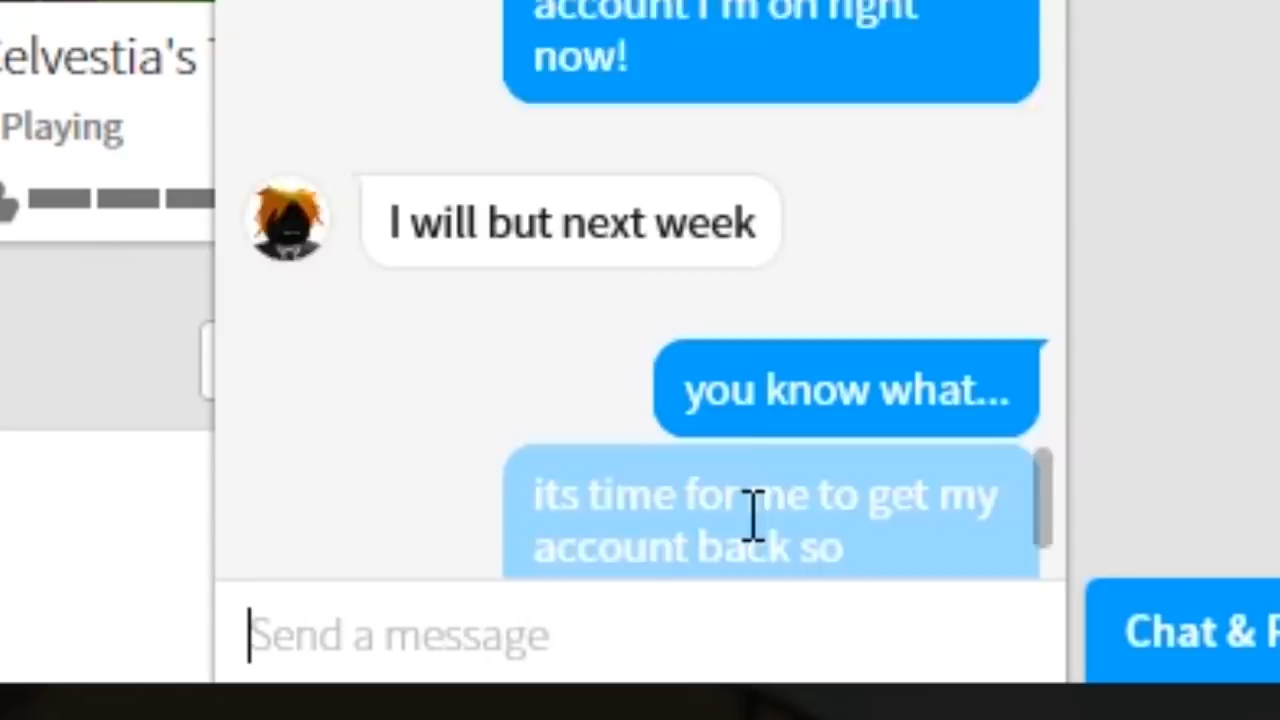 account I'm on right
now!
elvestia's
Playing
I will but next week
you know what...
its time for me to get my
account back so
Send a message
Chat &